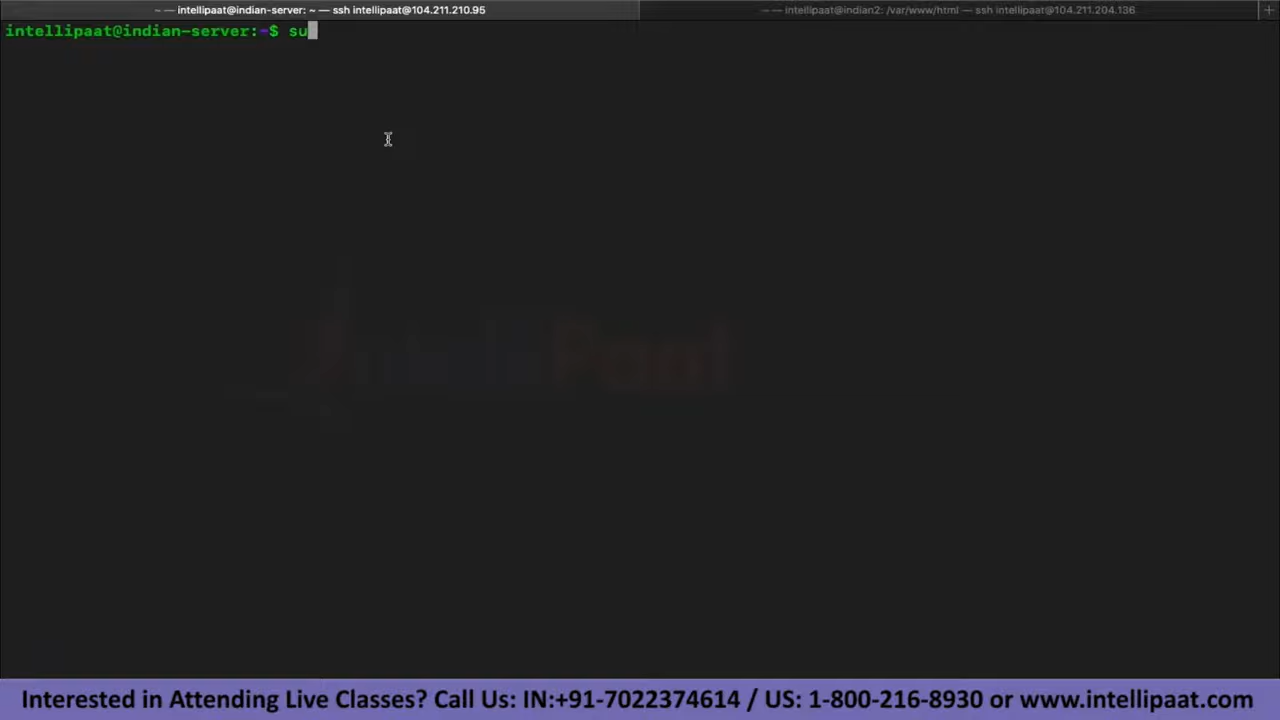 ~ — intellipaat@indian-server: ~ — ssh intellipaat@104.211.210.95
~ — intellipaat@indian2: /var/www/html — ssh intellipaat@104.211.204.136
+
intellipaat@indian-server:~$ su
Interested in Attending Live Classes? Call Us: IN:+91-7022374614 / US: 1-800-216-8930 or www.intellipaat.com